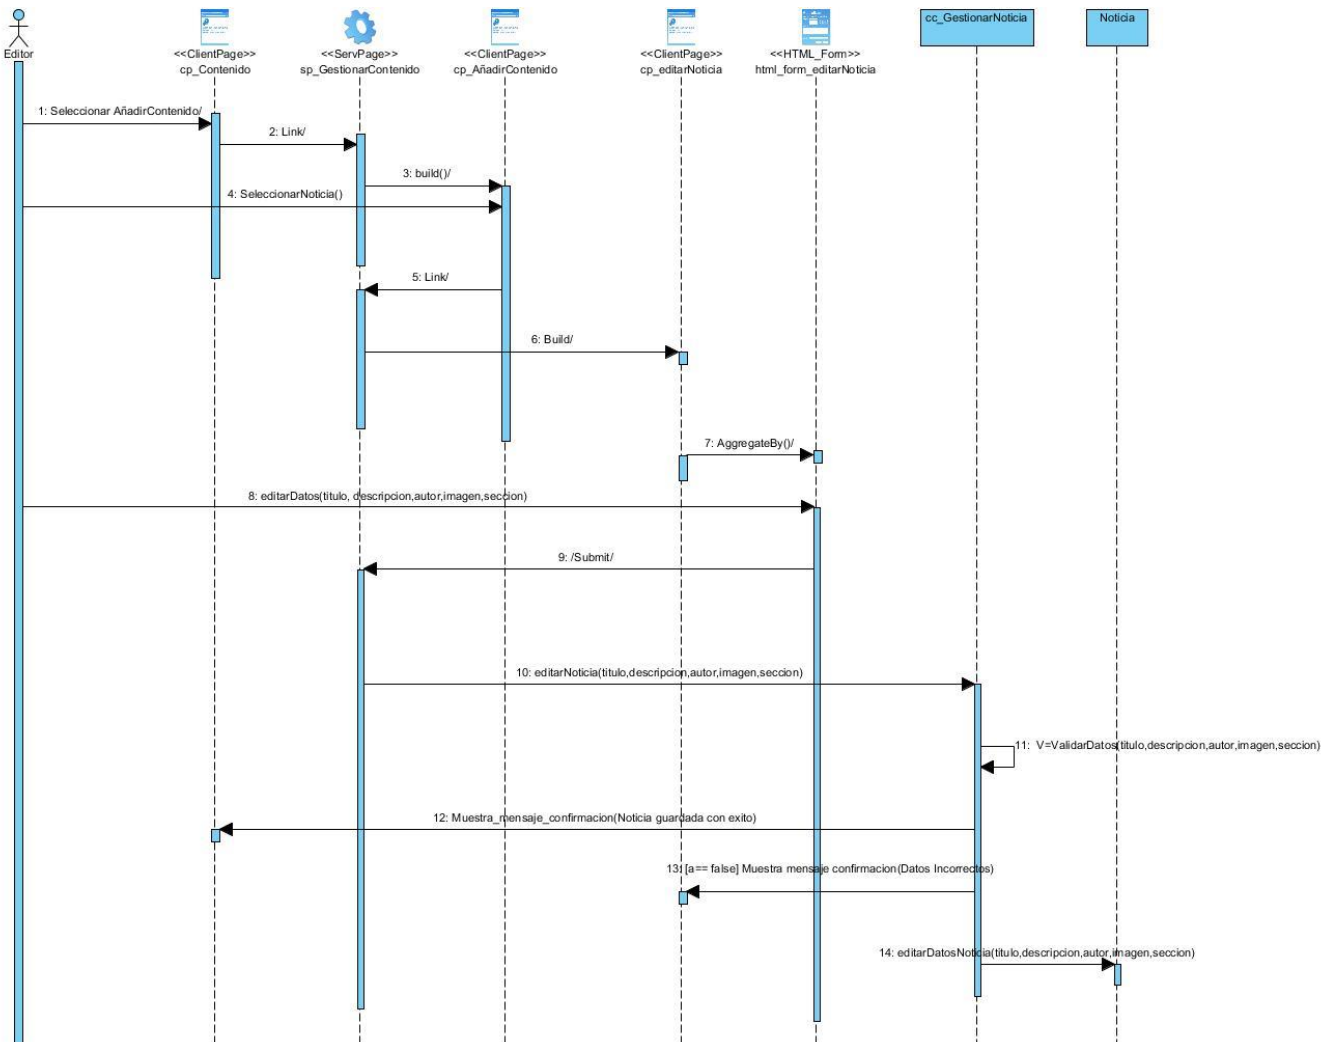 Editor
<<ClientPage>>
cp_Contenido
<<ServPage>>
sp_GestionarContenido
<<ClientPage>>
cp_AñadirContenido
<<ClientPage>>
cp_editarNoticia
<<HTML_Form>>
html_form_editarNoticia
cc_GestionarNoticia
Noticia
1: Seleccionar AñadirContenido/
2: Link/
3: build()/
4: SeleccionarNoticia()
5: Link/
6: Build/
7: AggregateBy()/
8: editarDatos(titulo, descripcion,autor,imagen,seccion)
9: /Submit/
10: editarNoticia(titulo,descripcion,autor,imagen,seccion)
11: V=ValidarDatos(titulo,descripcion,autor,imagen,seccion)
12: Muestra_mensaje_confirmacion(Noticia guardada con exito)
13: [a== false] Muestra mensaje confirmacion(Datos Incorrectos)
14: editarDatosNoticia(titulo,descripcion,autor,imagen,seccion)